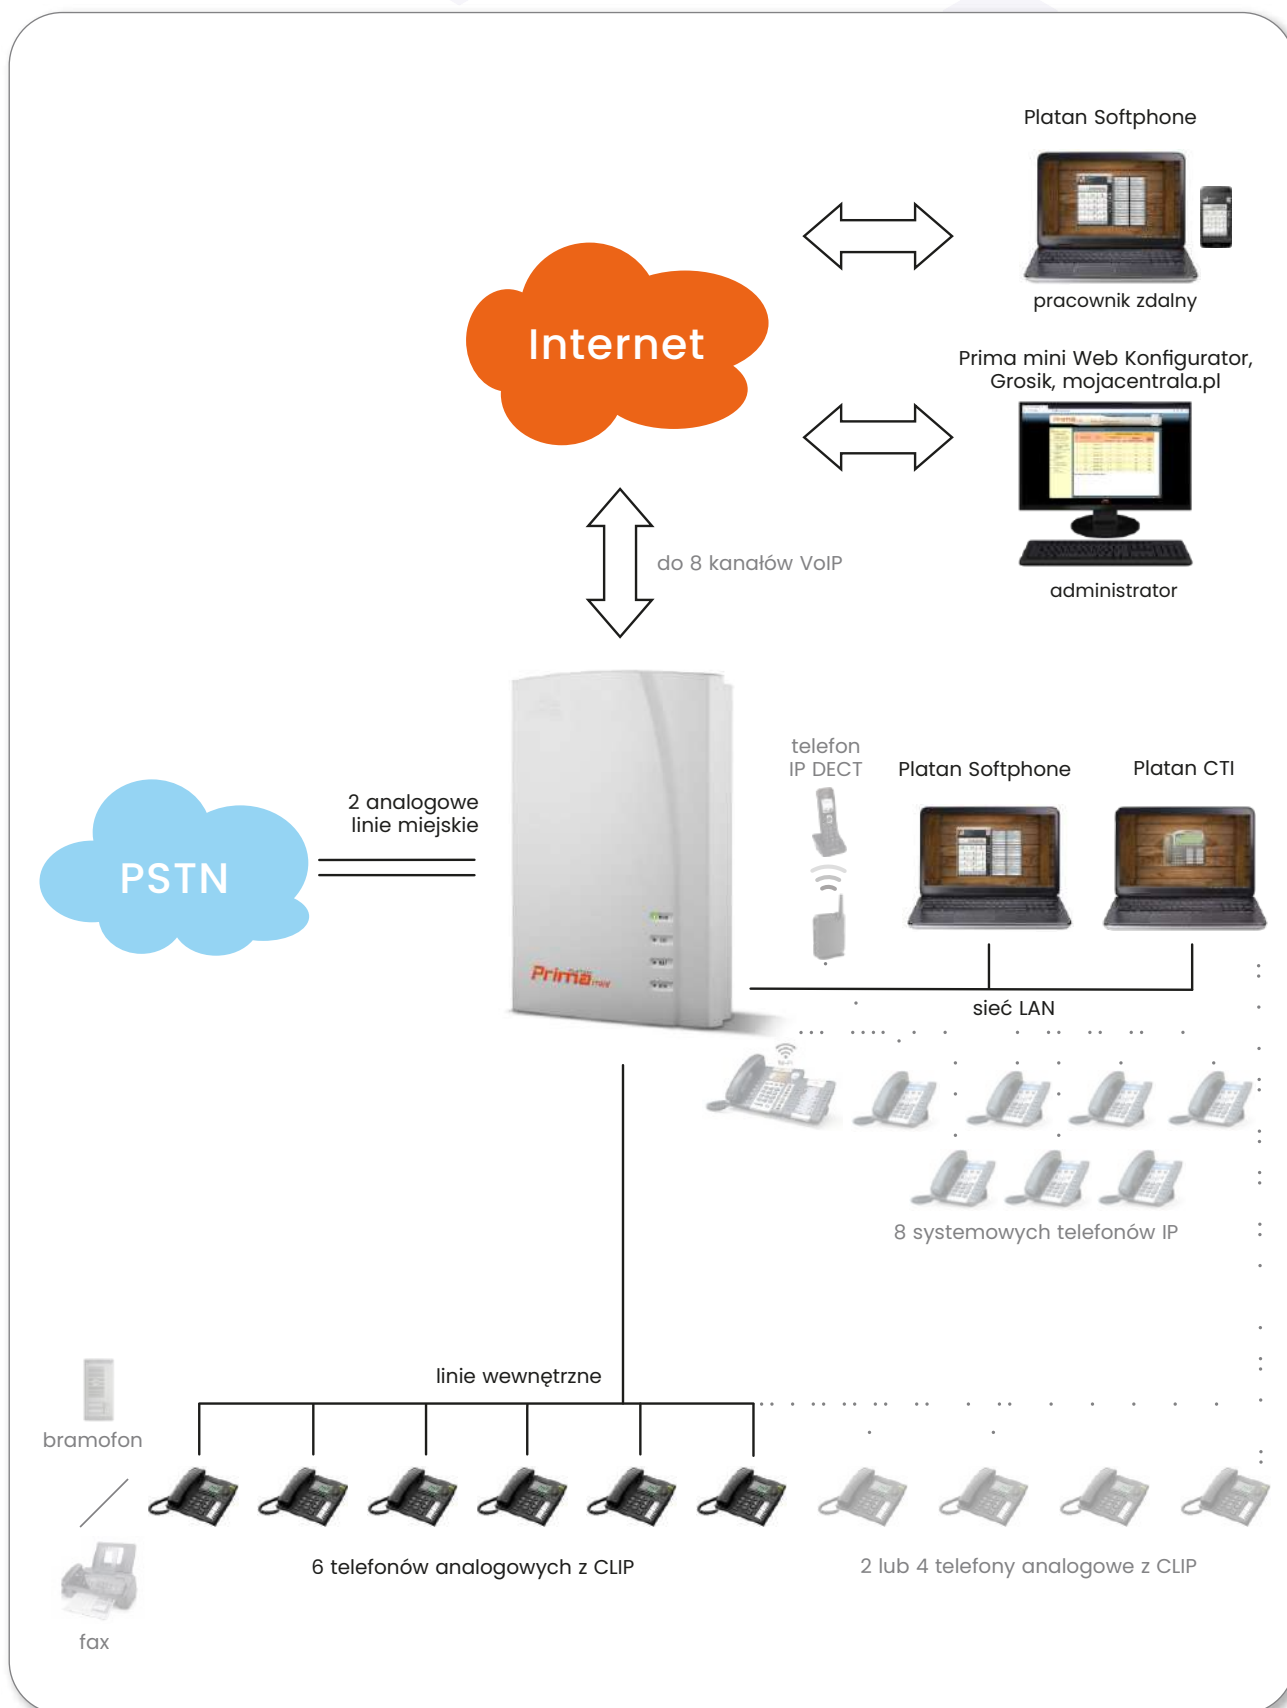 Platan Softphone
pracownik zdalny
Internet
Prima mini Web Konfigurator,
Grosik, mojacentrala.pl
administrator
do 8 kanałów VoIP
telefon
IP DECT
Platan Softphone
Platan CTI
2 analogowe
linie miejskie
PSTN
Prima mini
sieć LAN
8 systemowych telefonów IP
linie wewnętrzne
bramofon
6 telefonów analogowych z CLIP
2 lub 4 telefony analogowe z CLIP
fax